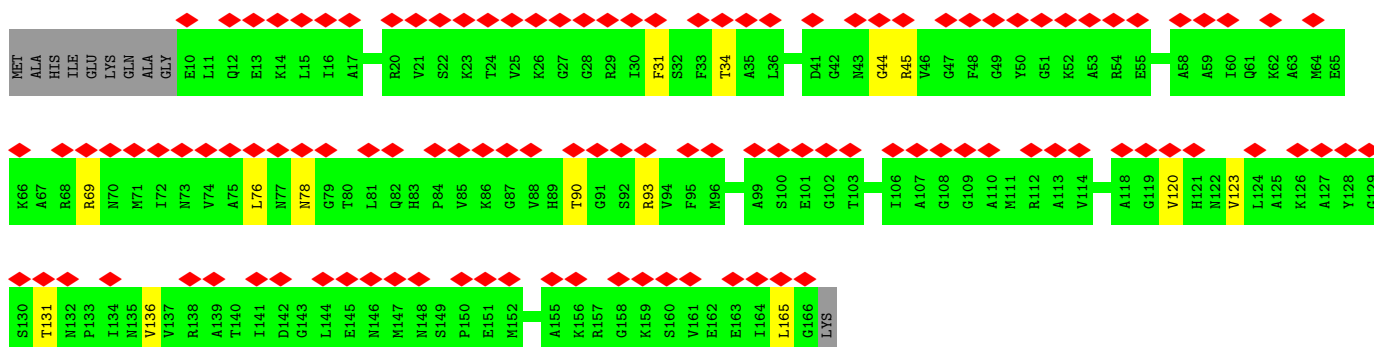 MET ALA HIS ILE GLU LYS GLN ALA GLY E10 L11 Q12 E13 K14 L15 I16 A17 R20 V21 S22 K23 T24 V25 K26 G27 G28 R29 I30 F31 S32 F33 T34 A35 L36 D41 G42 N43 G44 R45 V46 G47 F48 G49 Y50 G51 K52 A53 R54 E55 A58 A59 I60 Q61 K62 A63 M64 E65
K66 A67 R68 R69 N70 M71 I72 N73 V74 A75 L76 N77 N78 G79 T80 L81 Q82 H83 P84 V85 K86 G87 V88 H89 T90 G91 S92 R93 V94 F95 M96 A99 S100 E101 G102 T103 I106 A107 G108 G109 A110 M111 R112 A113 V114 A118 G119 V120 H121 N122 V123 L124 A125 K126 A127 Y128 G129
S130 T131 N132 P133 I134 N135 V136 V137 R138 A139 T140 I141 D142 G143 L144 E145 N146 M147 N148 S149 P150 E151 M152 A155 K156 R157 G158 K159 S160 V161 E162 E163 I164 L165 G166 LYS